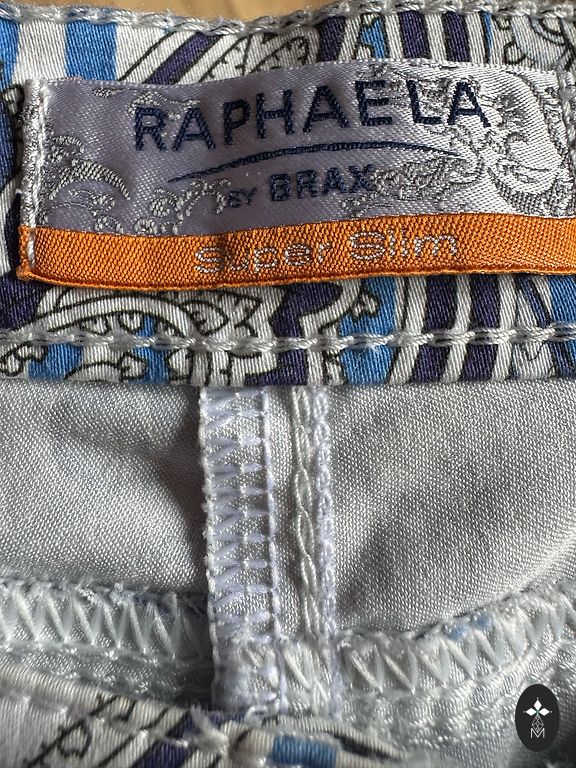 RAPHAELA
BY BRAX
Super Slim
M